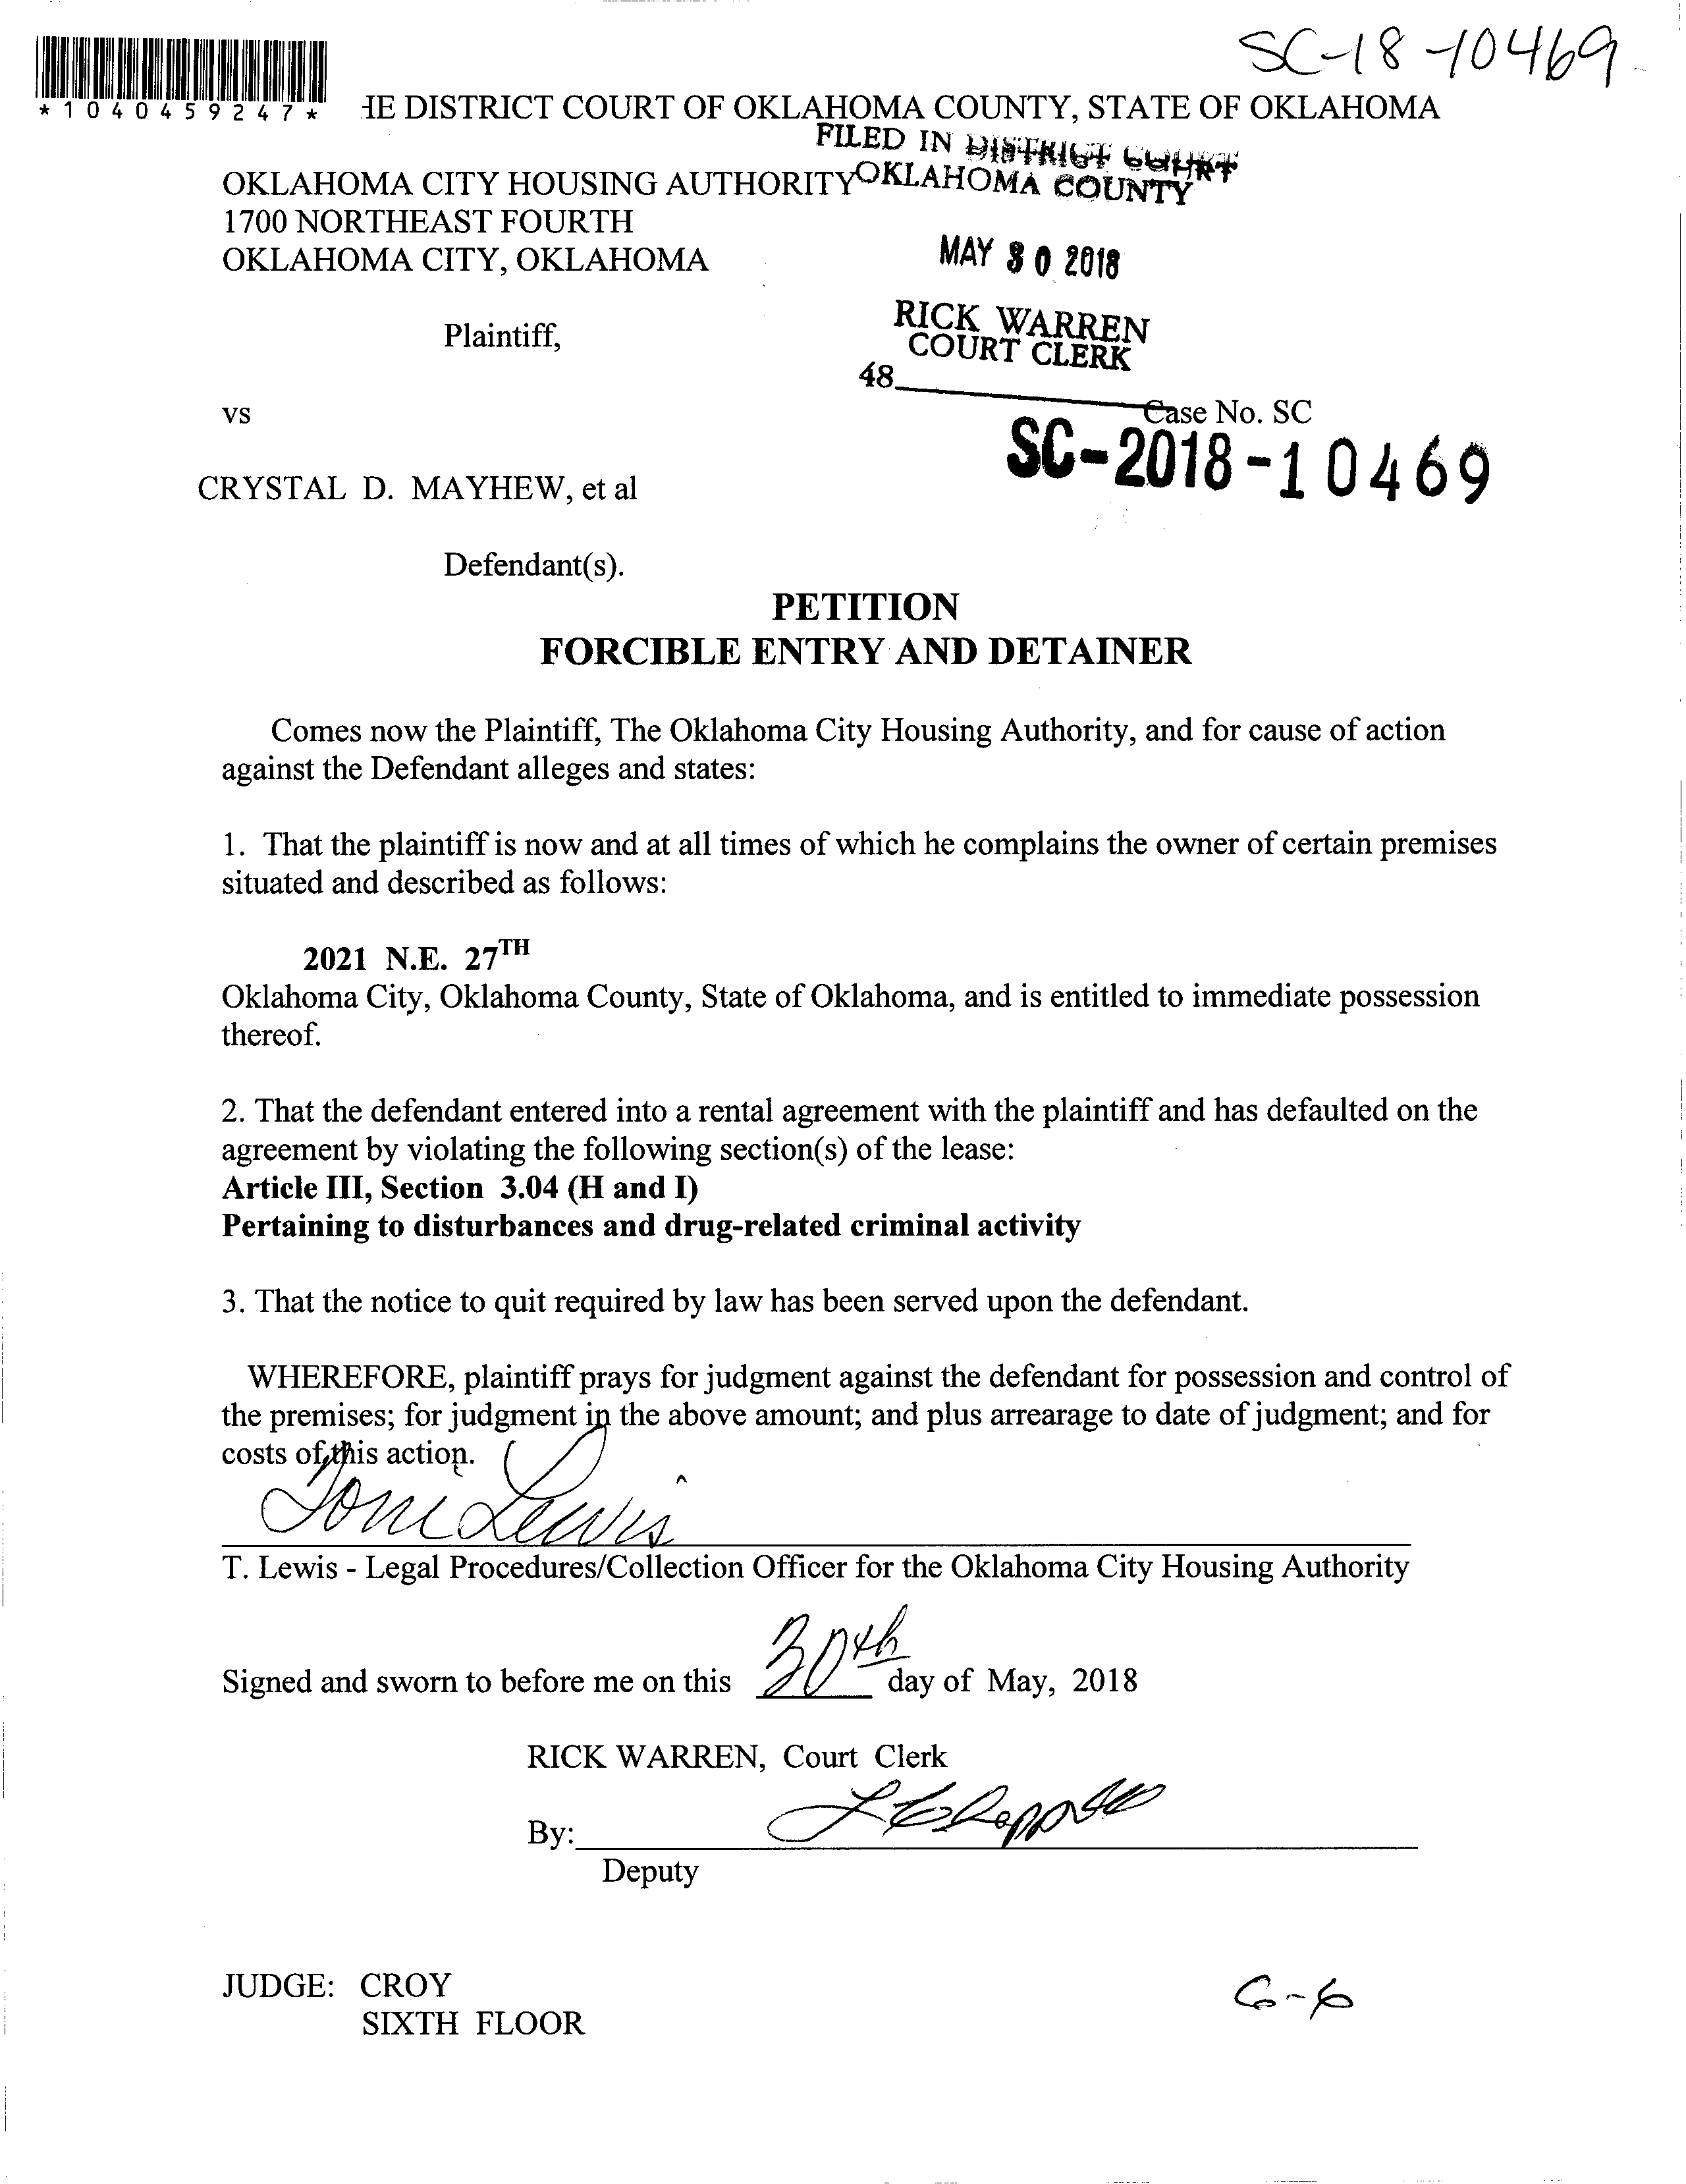 SC-18-10469
*1040459247*
HE DISTRICT COURT OF OKLAHOMA COUNTY, STATE OF OKLAHOMA
FILED IN DISTRICT COURT
OKLAHOMA CITY HOUSING AUTHORITY OKLAHOMA COUNTY
1700 NORTHEAST FOURTH
OKLAHOMA CITY, OKLAHOMA
MAY 30 2018
Plaintiff,
RICK WARREN
COURT CLERK
48
vs
Case No. SC
SC-2018-10469
CRYSTAL D. MAYHEW, et al
Defendant(s).
PETITION
FORCIBLE ENTRY AND DETAINER
Comes now the Plaintiff, The Oklahoma City Housing Authority, and for cause of action
against the Defendant alleges and states:
1. That the plaintiff is now and at all times of which he complains the owner of certain premises
situated and described as follows:
2021 N.E. 27TH
Oklahoma City, Oklahoma County, State of Oklahoma, and is entitled to immediate possession
thereof.
2. That the defendant entered into a rental agreement with the plaintiff and has defaulted on the
agreement by violating the following section(s) of the lease:
Article III, Section 3.04 (H and I)
Pertaining to disturbances and drug-related criminal activity
3. That the notice to quit required by law has been served upon the defendant.
WHEREFORE, plaintiff prays for judgment against the defendant for possession and control of
the premises; for judgment in the above amount; and plus arrearage to date of judgment; and for
costs of this action.
Toni Lewis
T. Lewis - Legal Procedures/Collection Officer for the Oklahoma City Housing Authority
Signed and sworn to before me on this 30th day of May, 2018
RICK WARREN, Court Clerk
By:
Deputy
JUDGE: CROY
SIXTH FLOOR
6-6